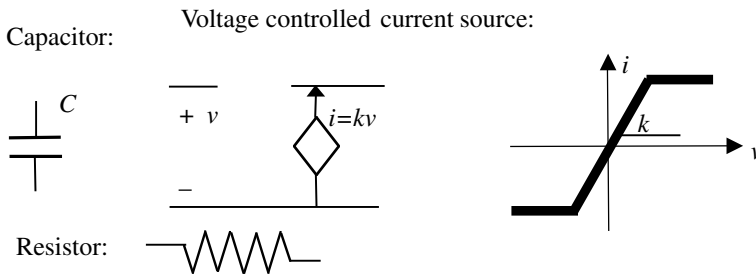 Voltage controlled current source:
Capacitor:
C
+ v
i=kv
−
i
k
v
Resistor: